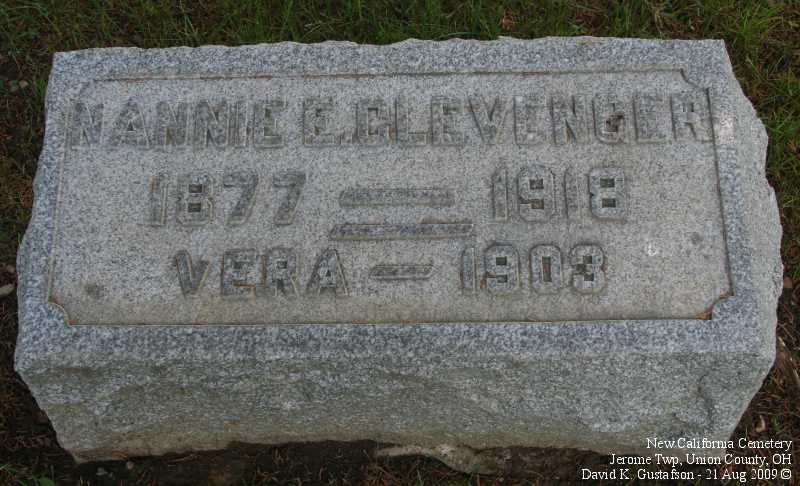 NANNIE E. CLEVENGER
1877 — 1918
VERA — 1903
New California Cemetery
Jerome Twp, Union County, OH
David K. Gustafson - 21 Aug 2009 ©